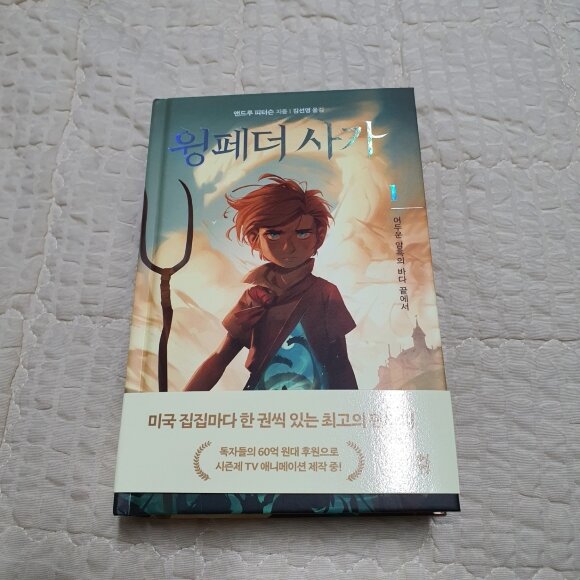 앤드루 피터슨 지음 | 김선영 옮김
윙페더 사가
1
어두운 암흑의 바다 끝에서
미국 집집마다 한 권씩 있는 최고의
독자들의 60억 원대 후원으로
시즌제 TV 애니메이션 제작 중!